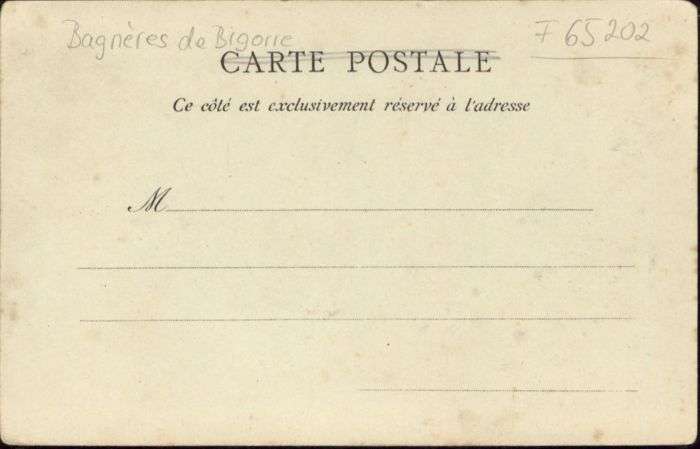 Bagnères de Bigorre
F 65202
CARTE POSTALE
Ce côté est exclusivement réservé à l'adresse
M